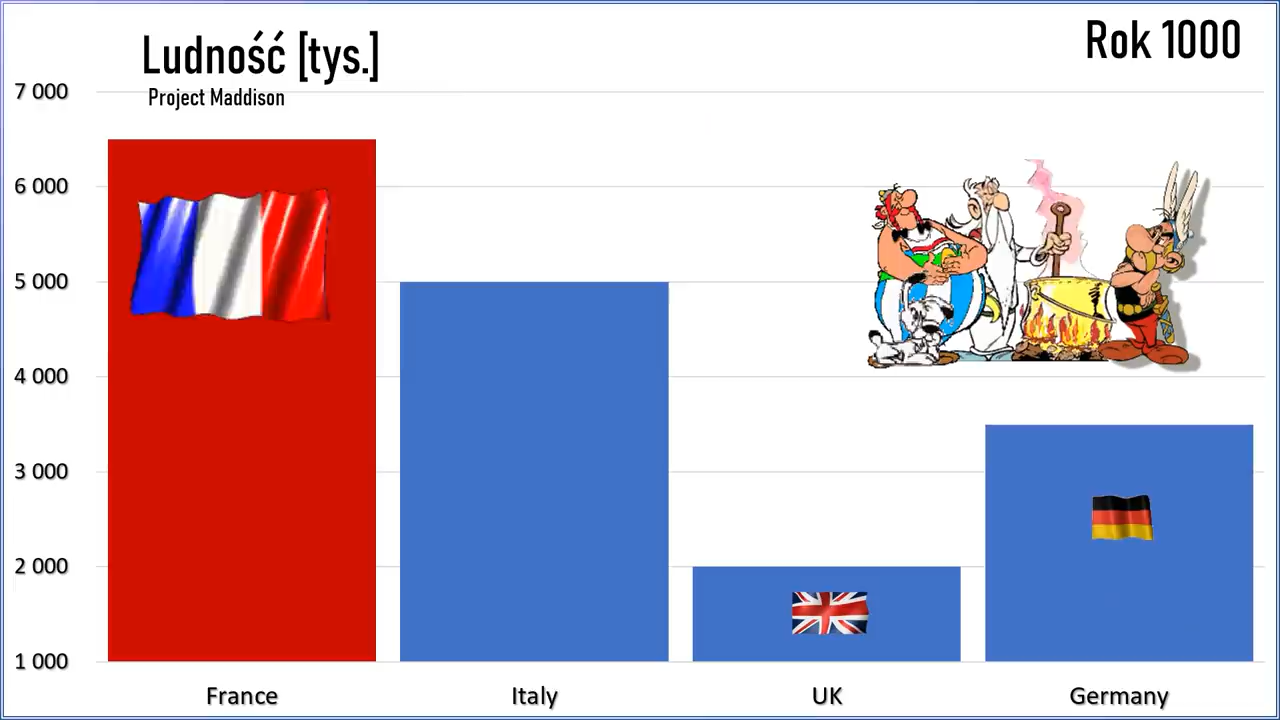 Ludność [tys.]
Rok 1000
Project Maddison
7 000
6 000
5 000
4 000
3 000
2 000
1 000
France
Italy
UK
Germany